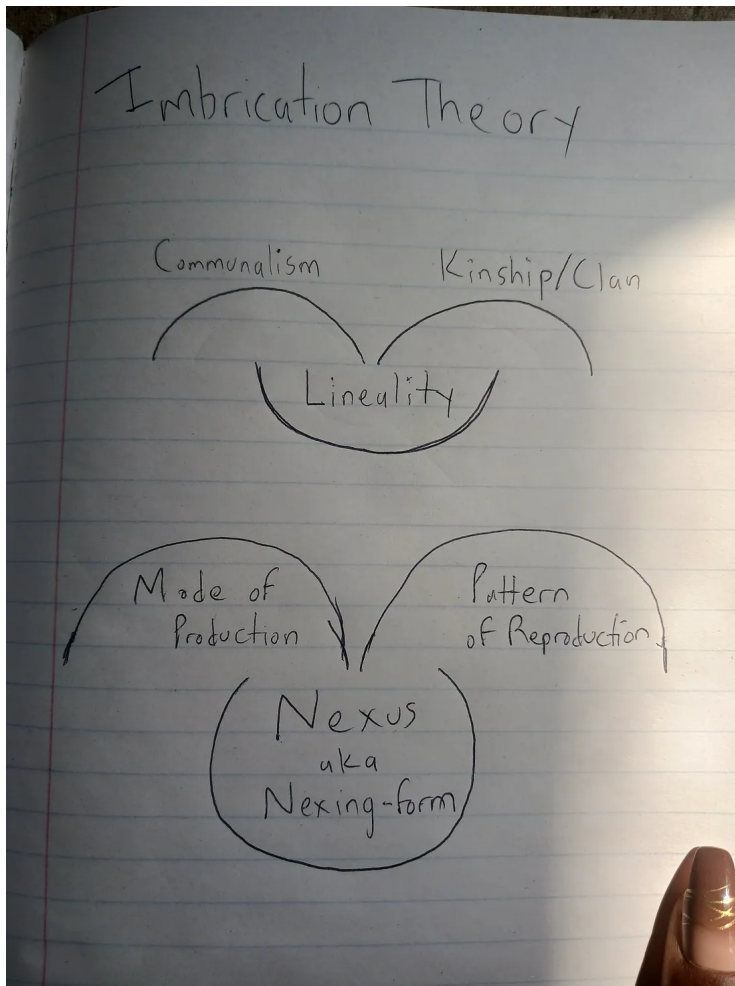 Imbrication Theory
Communalism
Kinship/Clan
Lineality
Mode of
Production
Pattern
of Reproduction
Nexus
aka
Nexing-form